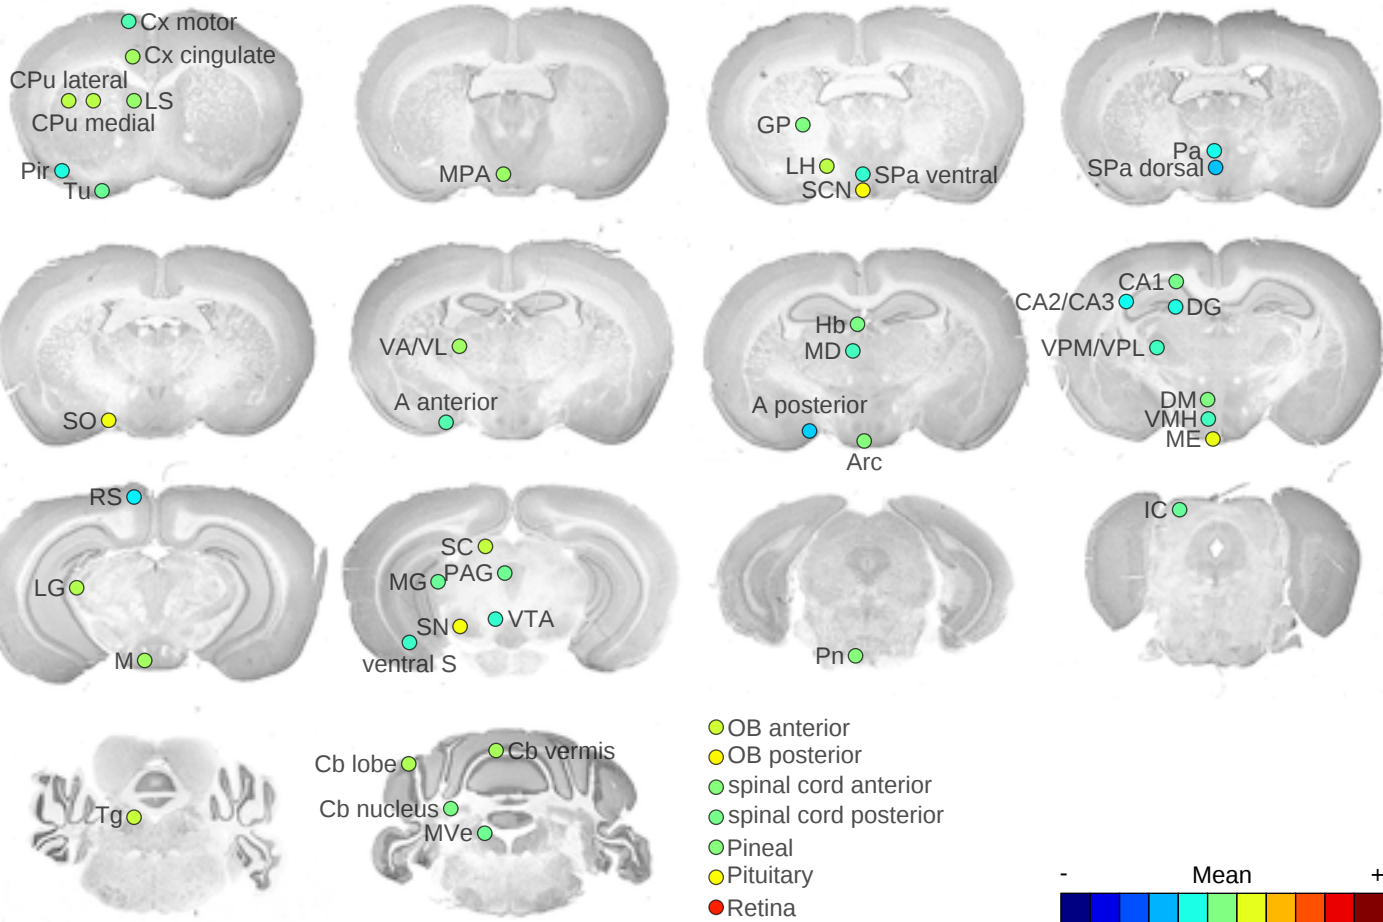 Cx motor
Cx cingulate
CPu lateral
LS
CPu medial
Pir
Tu
MPA
GP
LH
SPa ventral
SCN
Pa
SPa dorsal
SO
VA/VL
A anterior
Hb
MD
A posterior
Arc
CA1
CA2/CA3
DG
VPM/VPL
DM
VMH
ME
RS
LG
M
SC
PAG
MG
VTA
SN
ventral S
Pn
IC
Tg
Cb vermis
Cb lobe
Cb nucleus
MVe
OB anterior
OB posterior
spinal cord anterior
spinal cord posterior
Pineal
Pituitary
Retina
- Mean +